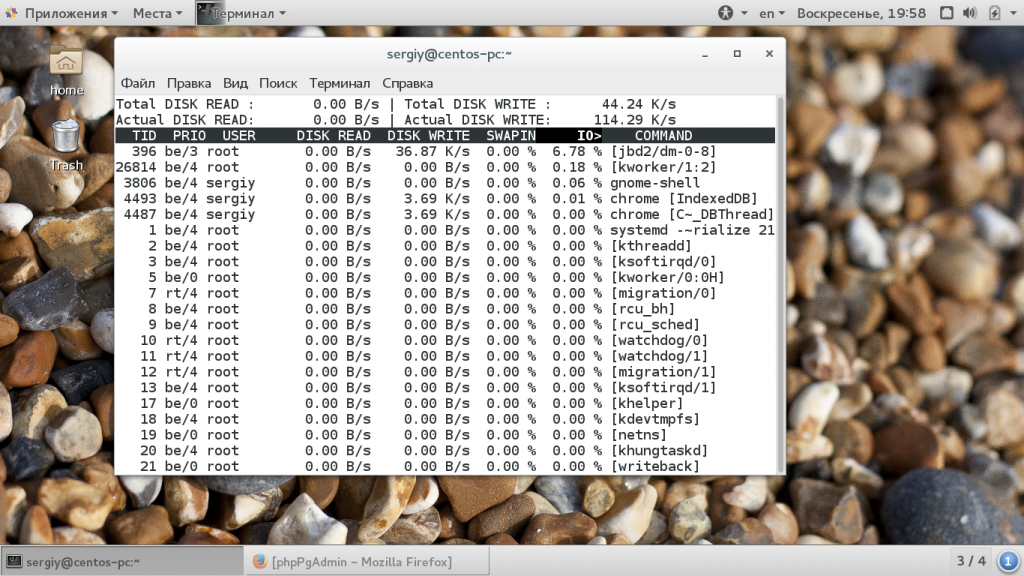 Приложения Места Терминал en Воскресенье, 19:58
home
Trash
sergiy@centos-pc:~
Файл Правка Вид Поиск Терминал Справка
Total DISK READ : 0.00 B/s | Total DISK WRITE : 44.24 K/s
Actual DISK READ: 0.00 B/s | Actual DISK WRITE: 114.29 K/s
TID PRIO USER DISK READ DISK WRITE SWAPIN IO> COMMAND
396 be/3 root 0.00 B/s 36.87 K/s 0.00 % 6.78 % [jbd2/dm-0-8]
26814 be/4 root 0.00 B/s 0.00 B/s 0.00 % 0.18 % [kworker/1:2]
3806 be/4 sergiy 0.00 B/s 0.00 B/s 0.00 % 0.06 % gnome-shell
4493 be/4 sergiy 0.00 B/s 3.69 K/s 0.00 % 0.01 % chrome [IndexedDB]
4487 be/4 sergiy 0.00 B/s 3.69 K/s 0.00 % 0.00 % chrome [C~_DBThread]
1 be/4 root 0.00 B/s 0.00 B/s 0.00 % 0.00 % systemd -~rialize 21
2 be/4 root 0.00 B/s 0.00 B/s 0.00 % 0.00 % [kthreadd]
3 be/4 root 0.00 B/s 0.00 B/s 0.00 % 0.00 % [ksoftirqd/0]
5 be/0 root 0.00 B/s 0.00 B/s 0.00 % 0.00 % [kworker/0:0H]
7 rt/4 root 0.00 B/s 0.00 B/s 0.00 % 0.00 % [migration/0]
8 be/4 root 0.00 B/s 0.00 B/s 0.00 % 0.00 % [rcu_bh]
9 be/4 root 0.00 B/s 0.00 B/s 0.00 % 0.00 % [rcu_sched]
10 rt/4 root 0.00 B/s 0.00 B/s 0.00 % 0.00 % [watchdog/0]
11 rt/4 root 0.00 B/s 0.00 B/s 0.00 % 0.00 % [watchdog/1]
12 rt/4 root 0.00 B/s 0.00 B/s 0.00 % 0.00 % [migration/1]
13 be/4 root 0.00 B/s 0.00 B/s 0.00 % 0.00 % [ksoftirqd/1]
17 be/0 root 0.00 B/s 0.00 B/s 0.00 % 0.00 % [khelper]
18 be/4 root 0.00 B/s 0.00 B/s 0.00 % 0.00 % [kdevtmpfs]
19 be/0 root 0.00 B/s 0.00 B/s 0.00 % 0.00 % [netns]
20 be/4 root 0.00 B/s 0.00 B/s 0.00 % 0.00 % [khungtaskd]
21 be/0 root 0.00 B/s 0.00 B/s 0.00 % 0.00 % [writeback]
sergiy@centos-pc:~ [phpPgAdmin – Mozilla Firefox] 3 / 4 1